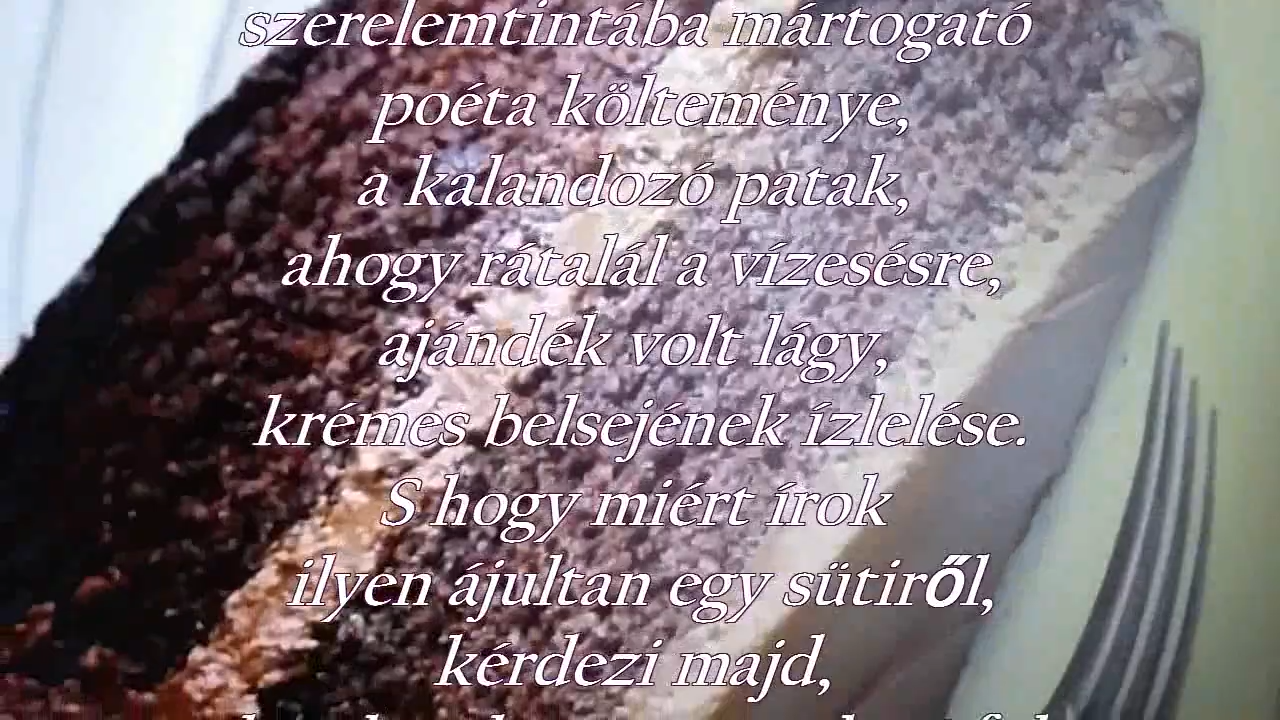 szerelemtintába mártogató
poéta költeménye,
a kalandozó patak,
ahogy rátalál a vízesésre,
ajándék volt lágy,
krémes belsejének ízlelése.
S hogy miért írok
ilyen ájultan egy sütiről,
kérdezi majd,